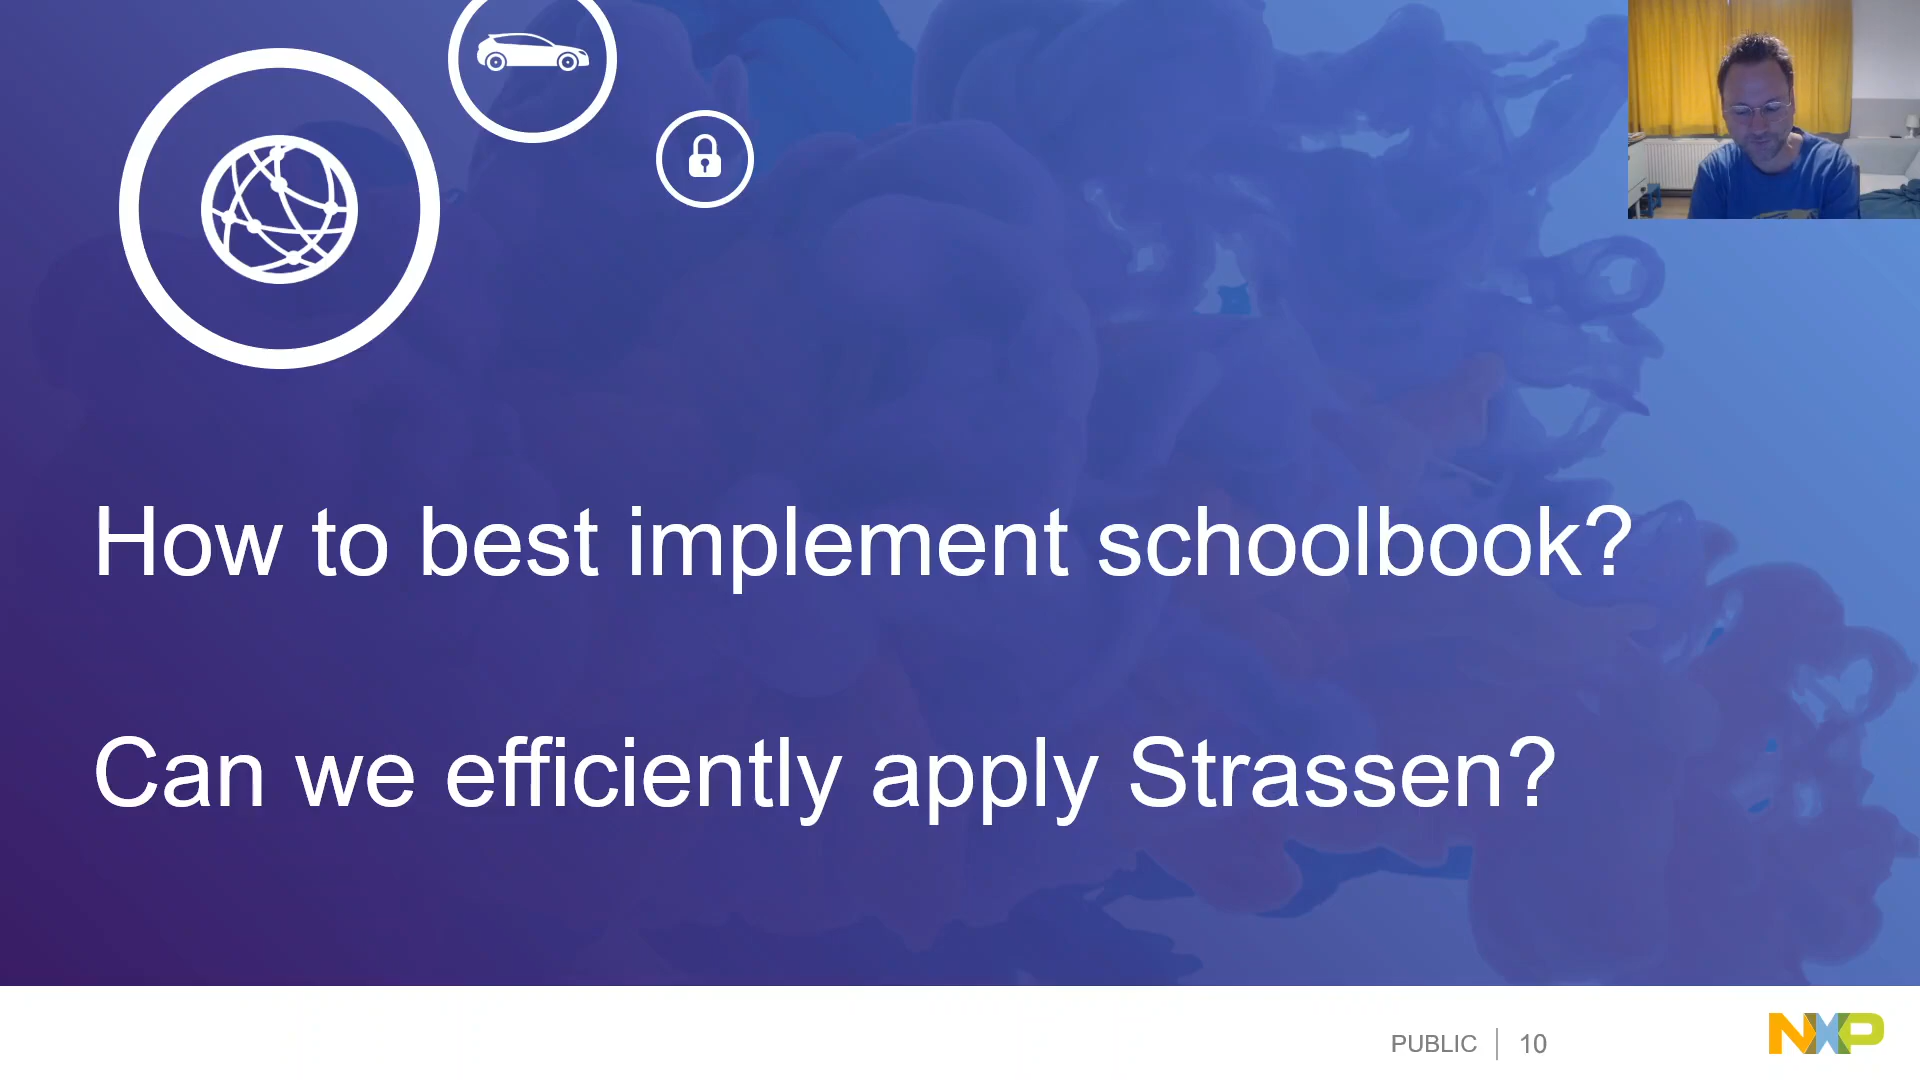 How to best implement schoolbook?
Can we efficiently apply Strassen?
PUBLIC 10
NXP